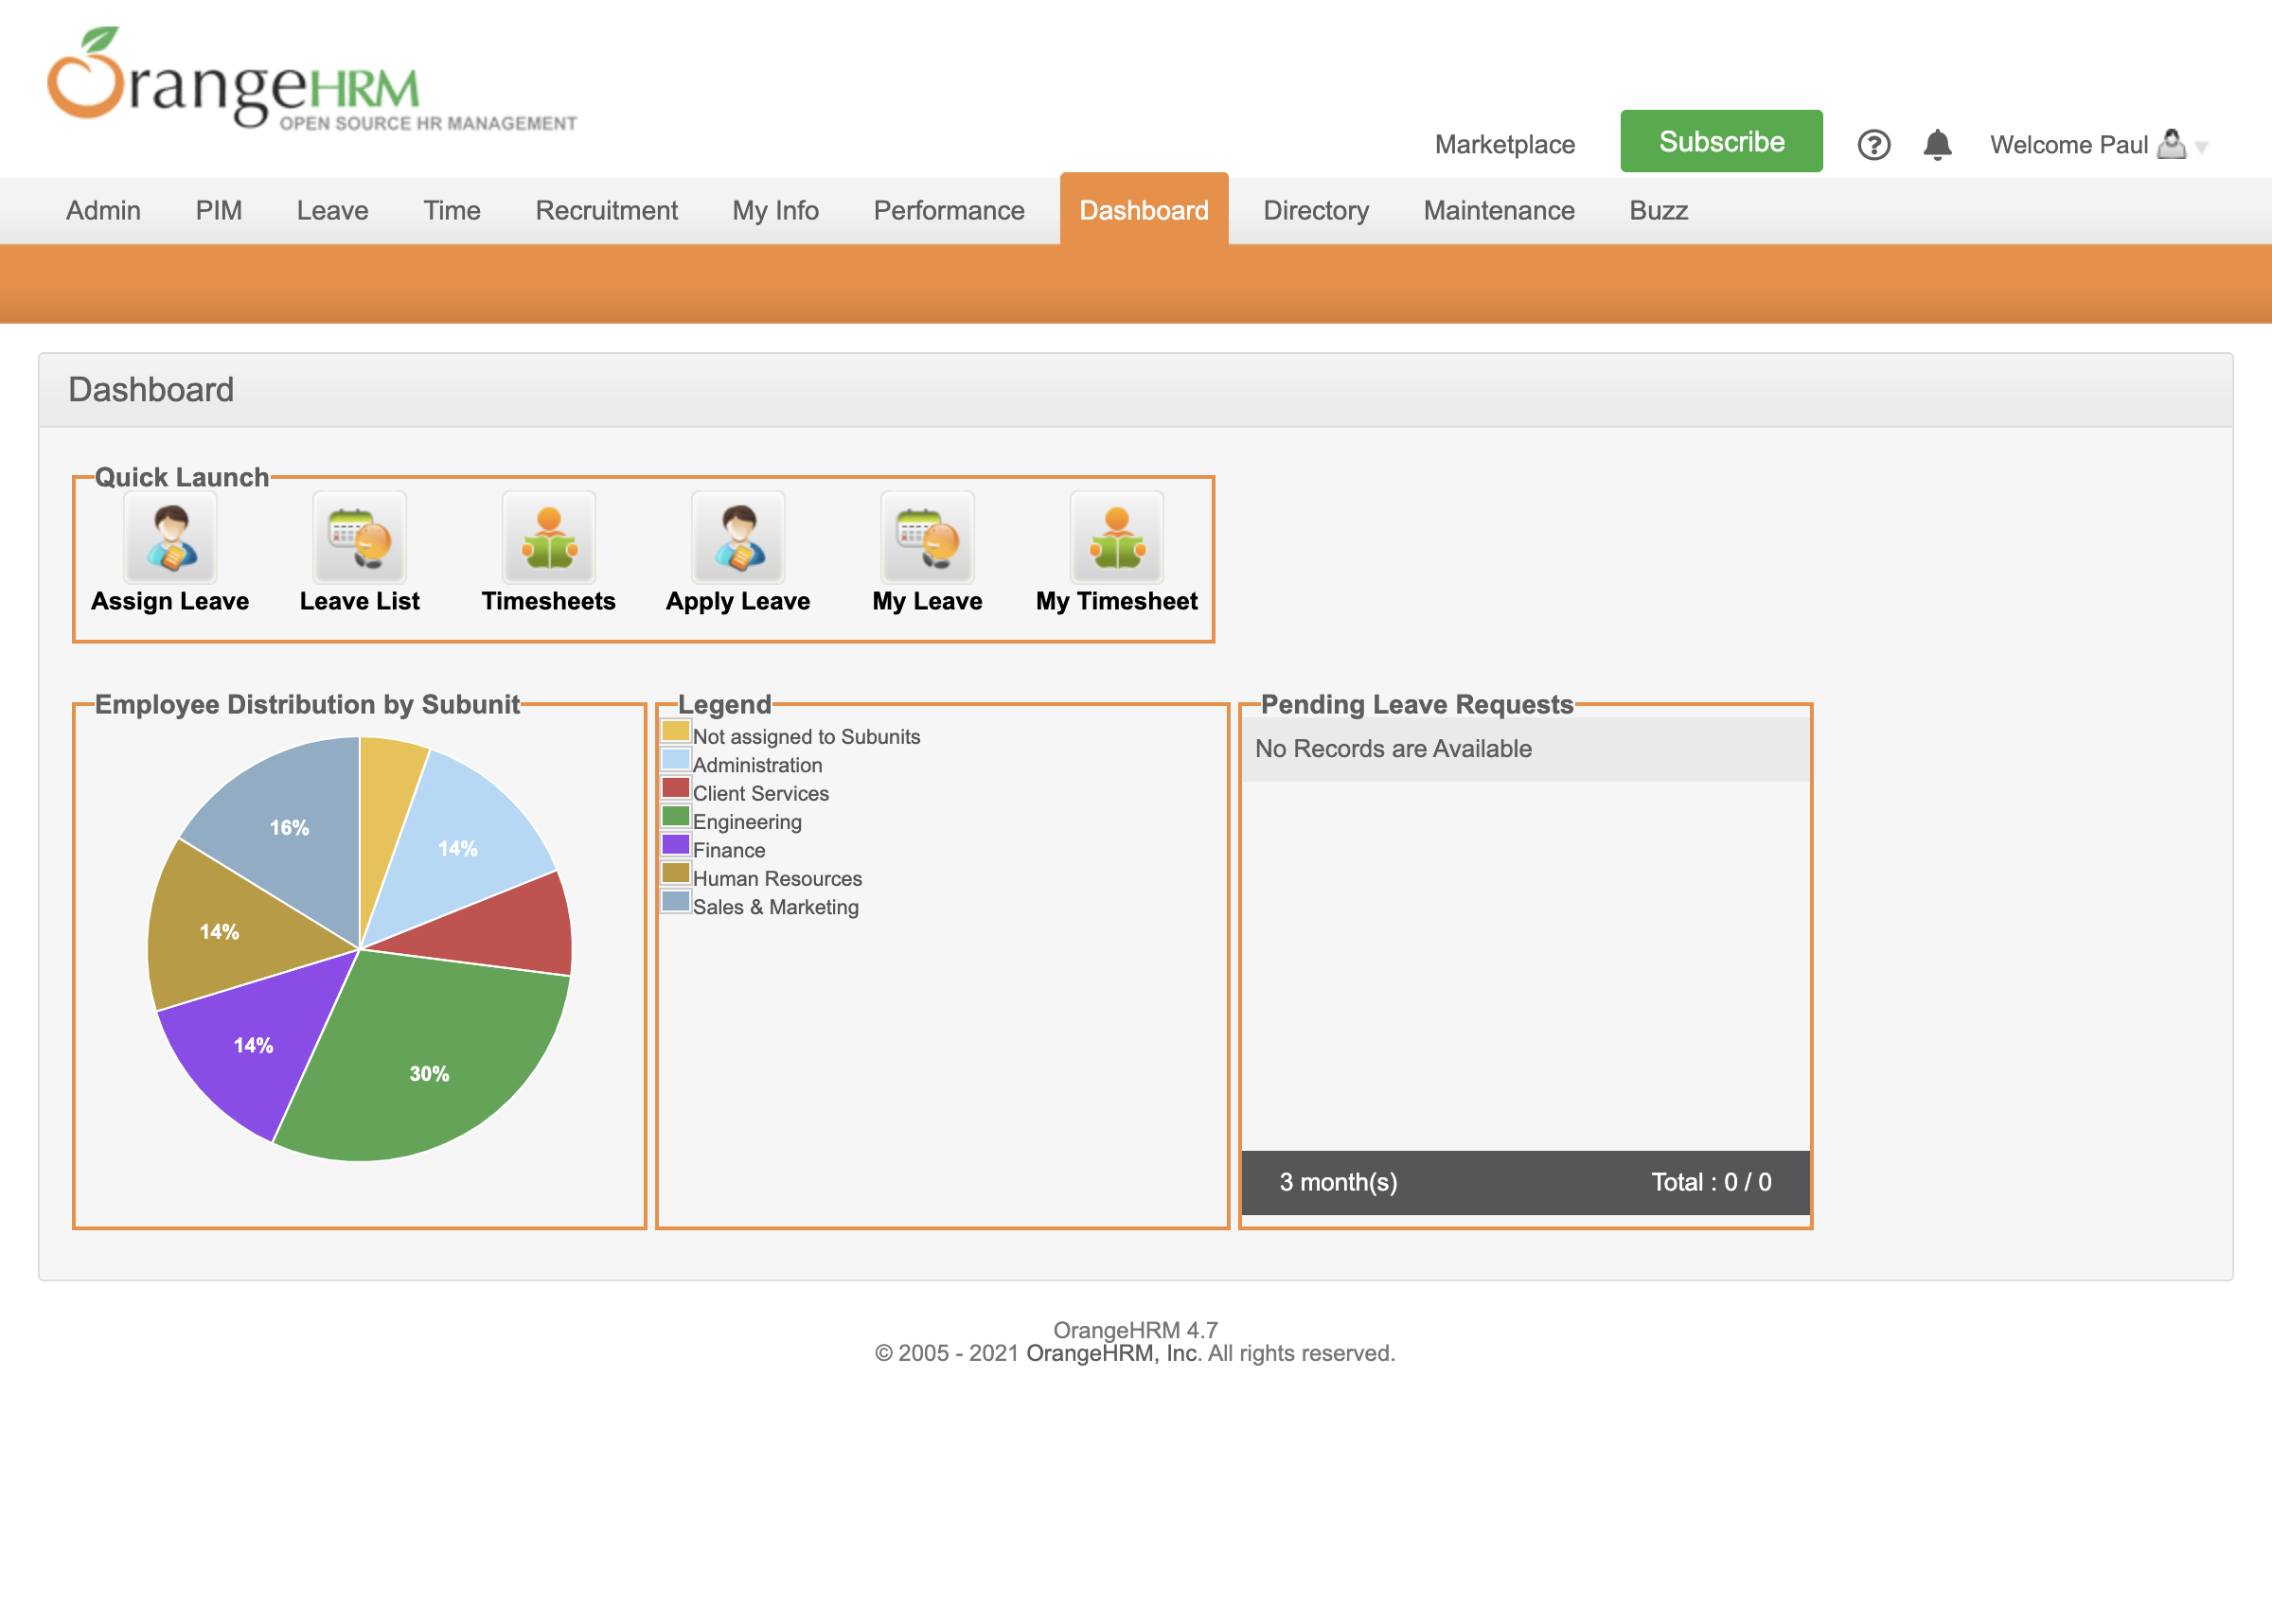 OrangeHRM
OPEN SOURCE HR MANAGEMENT
Marketplace Subscribe ? Welcome Paul
Admin PIM Leave Time Recruitment My Info Performance Dashboard Directory Maintenance Buzz
Dashboard
Quick Launch
Assign Leave Leave List Timesheets Apply Leave My Leave My Timesheet
Employee Distribution by Subunit
16%
14%
14%
14%
30%
Legend
Not assigned to Subunits
Administration
Client Services
Engineering
Finance
Human Resources
Sales & Marketing
Pending Leave Requests
No Records are Available
3 month(s) Total : 0 / 0
OrangeHRM 4.7
© 2005 - 2021 OrangeHRM, Inc. All rights reserved.